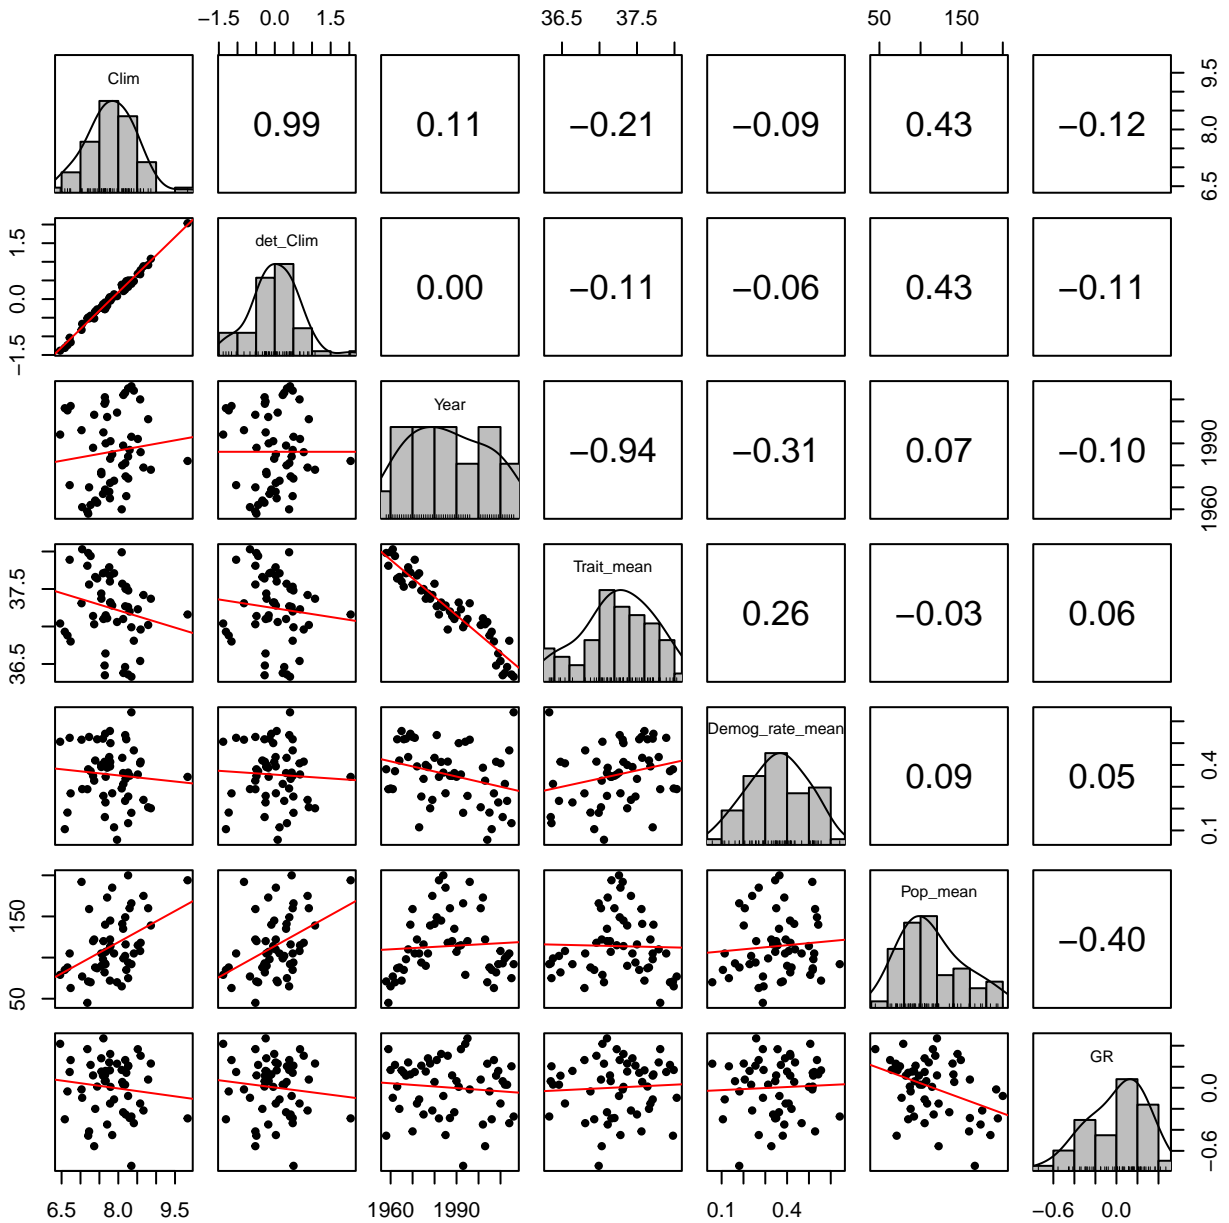 −1.5 0.0 1.5 36.5 37.5 50 150
Clim
0.99 0.11 −0.21 −0.09 0.43 −0.12
6.5 8.0 9.5
det_Clim
−1.5 0.0 1.5
0.00 −0.11 −0.06 0.43 −0.11
Year
−0.94 −0.31 0.07 −0.10
1960 1990
Trait_mean
36.5 37.5
0.26 −0.03 0.06
Demog_rate_mean
0.09 0.05
0.1 0.4
Pop_mean
50 150
−0.40
GR
−0.6 0.0
6.5 8.0 9.5 1960 1990 0.1 0.4 −0.6 0.0